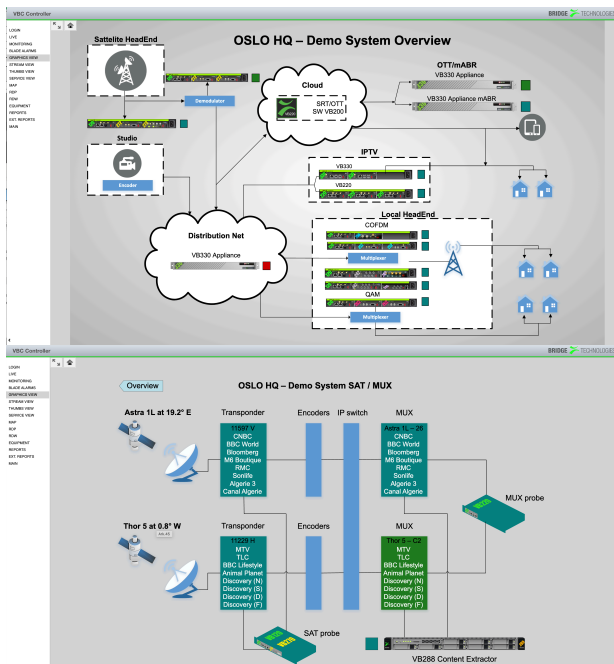 VBC Controller
BRIDGE TECHNOLOGIES
LOGIN
LIVE
MONITORING
BLADE ALARMS
GRAPHICS VIEW
STREAM VIEW
THUMBS VIEW
SERVICE VIEW
MAP
RDP
RDW
EQUIPMENT
REPORTS
EXT. REPORTS
MAIN
OSLO HQ – Demo System Overview
Sattelite HeadEnd
Demodulator
Cloud
SRT/OTT
SW VB200
OTT/mABR
VB330 Appliance
VB330 Appliance mABR
Studio
Encoder
IPTV
VB330
VB220
Distribution Net
VB330 Appliance
Local HeadEnd
COFDM
Multiplexer
QAM
Multiplexer
VBC Controller
BRIDGE TECHNOLOGIES
LOGIN
LIVE
MONITORING
BLADE ALARMS
GRAPHICS VIEW
STREAM VIEW
THUMBS VIEW
SERVICE VIEW
MAP
RDP
RDW
EQUIPMENT
REPORTS
EXT. REPORTS
MAIN
Overview
OSLO HQ – Demo System SAT / MUX
Astra 1L at 19.2° E
Transponder
Encoders
IP switch
MUX
11597 V
CNBC
BBC World
Bloomberg
M6 Boutique
RMC
Sonlife
Algerie 3
Canal Algerie
Astra 1L – 26
CNBC
BBC World
Bloomberg
M6 Boutique
RMC
Sonlife
Algerie 3
Canal Algerie
MUX probe
Thor 5 at 0.8° W
Transponder
Encoders
MUX
11229 H
MTV
TLC
BBC Lifestyle
Animal Planet
Discovery (N)
Discovery (S)
Discovery (D)
Discovery (F)
Thor 5 – C2
MTV
TLC
BBC Lifestyle
Animal Planet
Discovery (N)
Discovery (S)
Discovery (D)
Discovery (F)
SAT probe
VB288 Content Extractor